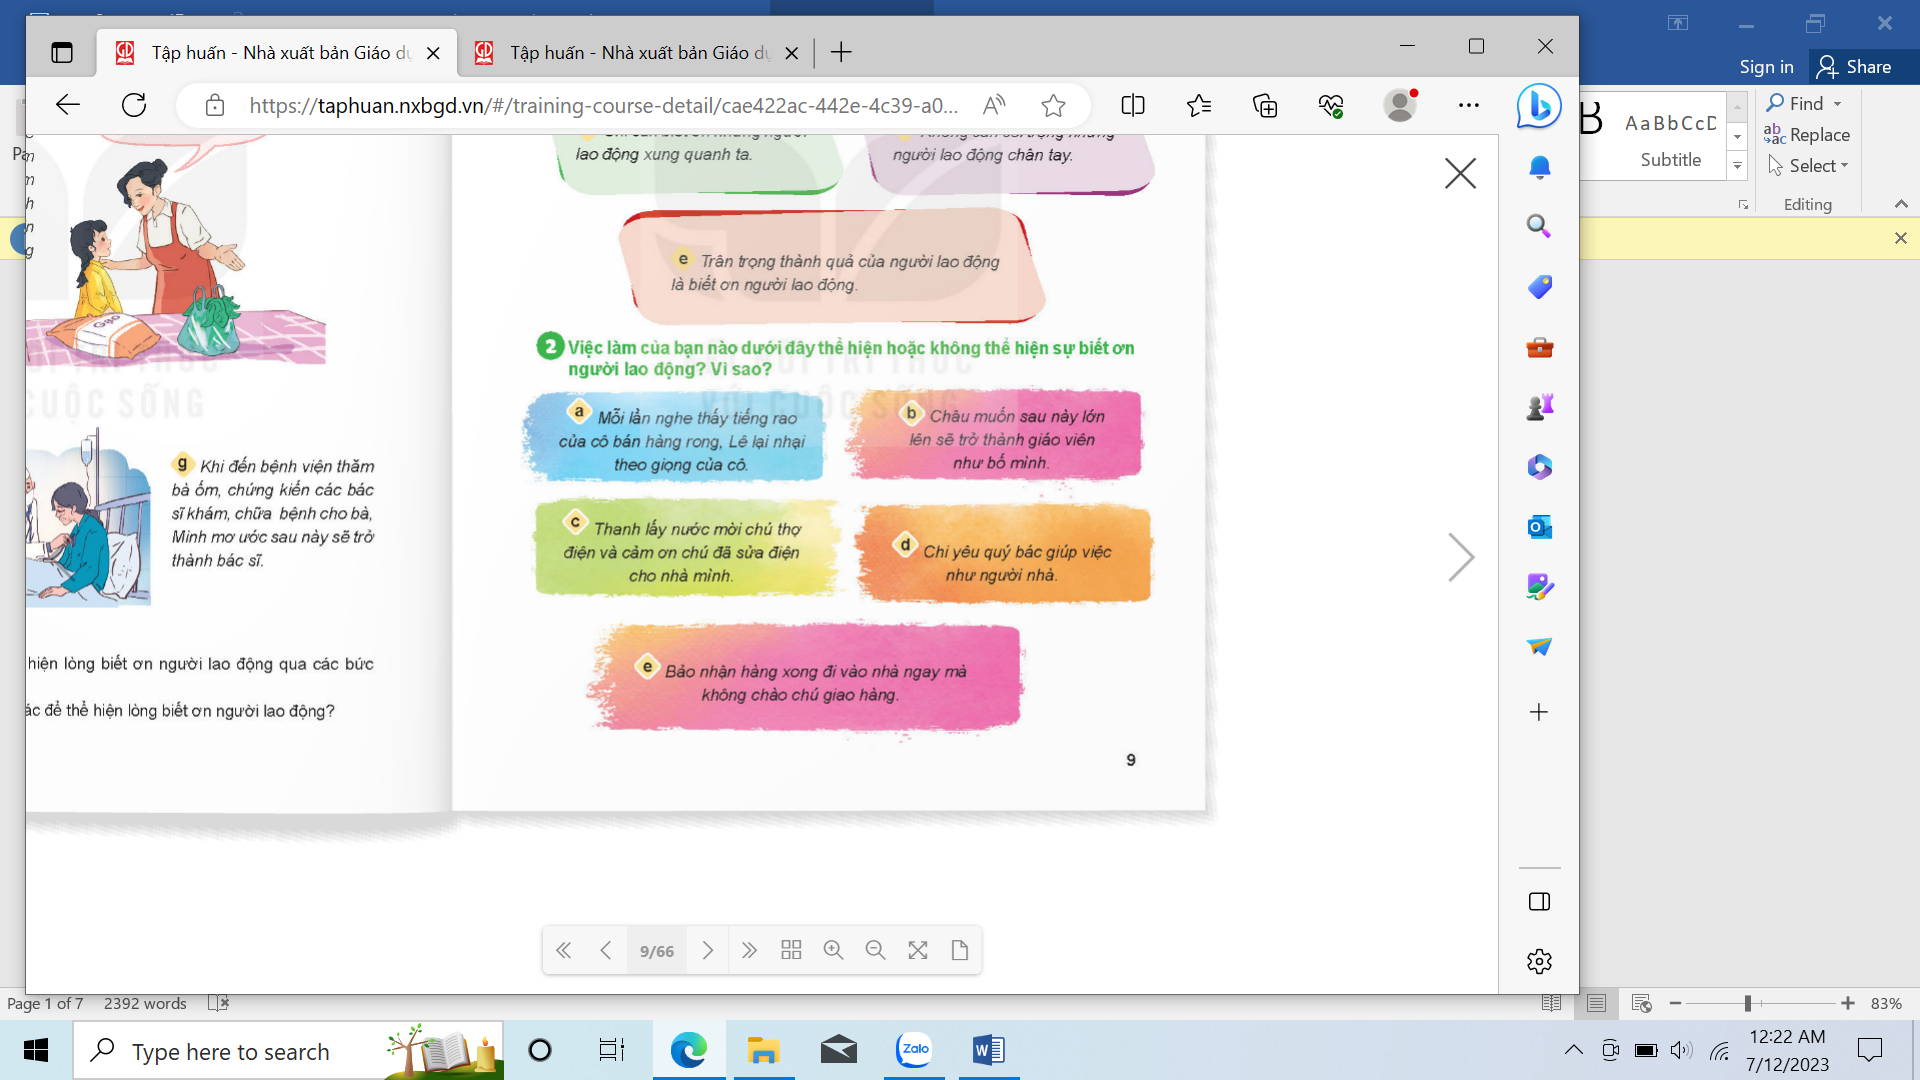 Sign in
Share
Tập huấn - Nhà xuất bản Giáo dụ
Tập huấn - Nhà xuất bản Giáo dụ
https://taphuan.nxbgd.vn/#/training-course-detail/cae422ac-442e-4c39-a0...
Find
Replace
Select
AaBbCcD
Subtitle
Editing
lao động xung quanh ta.
người lao động chân tay.
e Trân trọng thành quả của người lao động
là biết ơn người lao động.
Gạo
2 Việc làm của bạn nào dưới đây thể hiện hoặc không thể hiện sự biết ơn
người lao động? Vì sao?
CUỘC SỐNG
a Mỗi lần nghe thấy tiếng rao
của cô bán hàng rong, Lê lại nhại
theo giọng của cô.
b Châu muốn sau này lớn
lên sẽ trở thành giáo viên
như bố mình.
g Khi đến bệnh viện thăm
bà ốm, chứng kiến các bác
sĩ khám, chữa bệnh cho bà,
Minh mơ ước sau này sẽ trở
thành bác sĩ.
c Thanh lấy nước mời chú thợ
điện và cảm ơn chú đã sửa điện
cho nhà mình.
d Chi yêu quý bác giúp việc
như người nhà.
e Bảo nhận hàng xong đi vào nhà ngay mà
không chào chú giao hàng.
hiện lòng biết ơn người lao động qua các bức
ác để thể hiện lòng biết ơn người lao động?
9
9/66
Page 1 of 7 2392 words
83%
Type here to search
Zalo
12:22 AM
7/12/2023